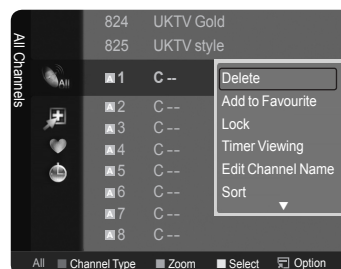 All Channels
824 UKTV Gold
825 UKTV style
All
A 1 C --
A 2 C --
A 3 C --
A 4 C --
A 5 C --
A 6 C --
A 7 C --
A 8 C --
Delete
Add to Favourite
Lock
Timer Viewing
Edit Channel Name
Sort
All Channel Type Zoom Select Option